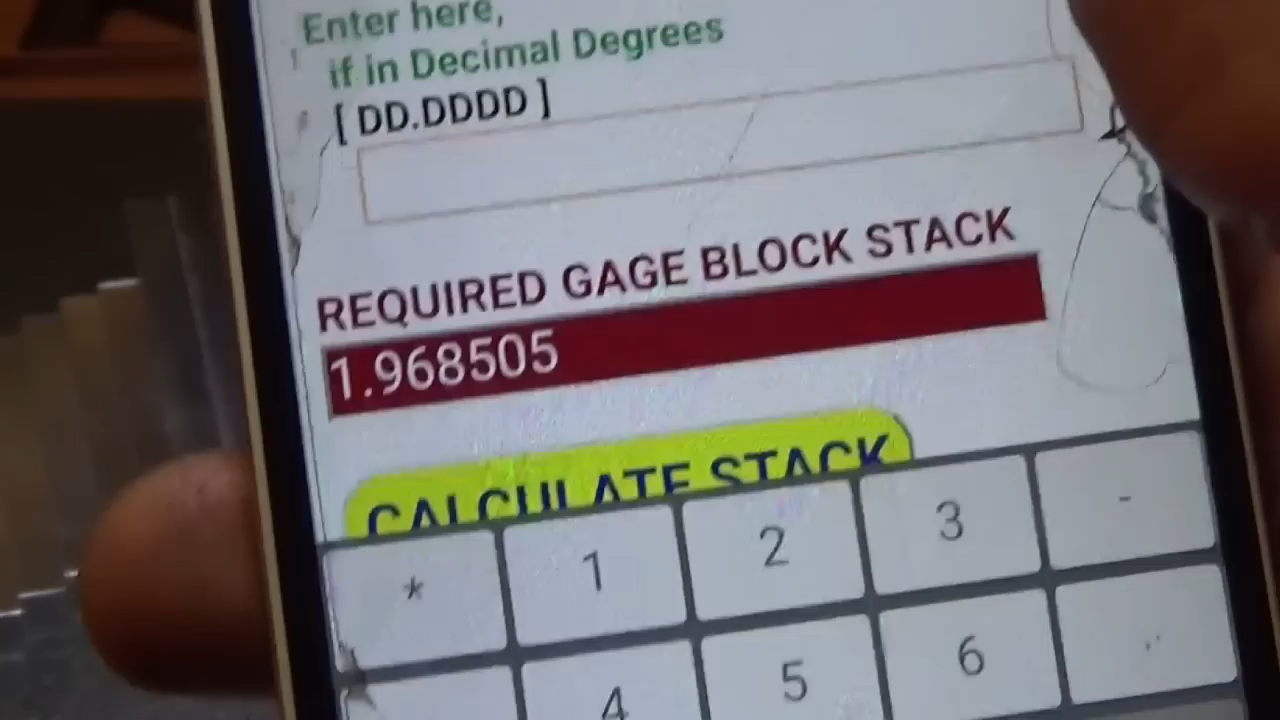 Enter here,
if in Decimal Degrees
[ DD.DDDD ]
REQUIRED GAGE BLOCK STACK
1.968505
CALCULATE STACK
* 1 2 3 -
4 5 6